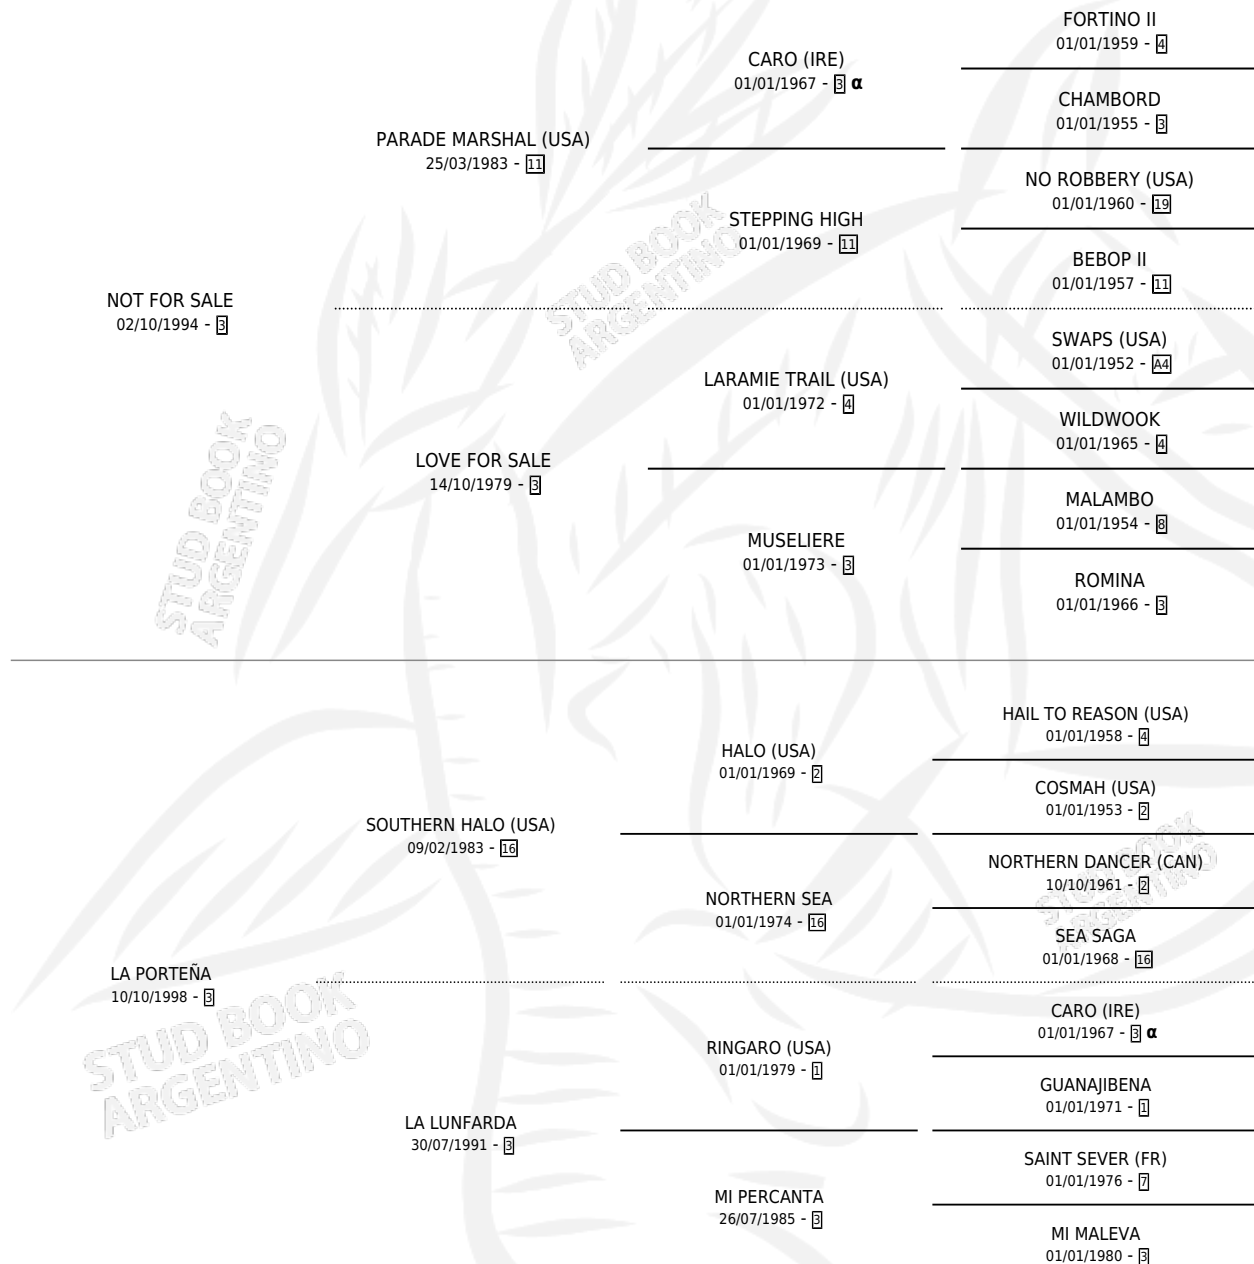 FORTINO II
01/01/1959 - 4
CARO (IRE)
01/01/1967 - 3 α
CHAMBORD
01/01/1955 - 3
PARADE MARSHAL (USA)
25/03/1983 - 11
NO ROBBERY (USA)
01/01/1960 - 19
STEPPING HIGH
01/01/1969 - 11
BEBOP II
01/01/1957 - 11
NOT FOR SALE
02/10/1994 - 3
SWAPS (USA)
01/01/1952 - A4
LARAMIE TRAIL (USA)
01/01/1972 - 4
WILDWOOK
01/01/1965 - 4
LOVE FOR SALE
14/10/1979 - 3
MALAMBO
01/01/1954 - 8
MUSELIERE
01/01/1973 - 3
ROMINA
01/01/1966 - 3
HAIL TO REASON (USA)
01/01/1958 - 4
HALO (USA)
01/01/1969 - 2
COSMAH (USA)
01/01/1953 - 2
SOUTHERN HALO (USA)
09/02/1983 - 16
NORTHERN DANCER (CAN)
10/10/1961 - 2
NORTHERN SEA
01/01/1974 - 16
SEA SAGA
01/01/1968 - 16
LA PORTEÑA
10/10/1998 - 3
CARO (IRE)
01/01/1967 - 3 α
RINGARO (USA)
01/01/1979 - 1
GUANAJIBENA
01/01/1971 - 1
LA LUNFARDA
30/07/1991 - 3
SAINT SEVER (FR)
01/01/1976 - 7
MI PERCANTA
26/07/1985 - 3
MI MALEVA
01/01/1980 - 3
STUD BOOK
ARGENTINO
STUD BOOK
ARGENTINO
STUD BOOK
ARGENTINO
STUD BOOK
ARGENTINO